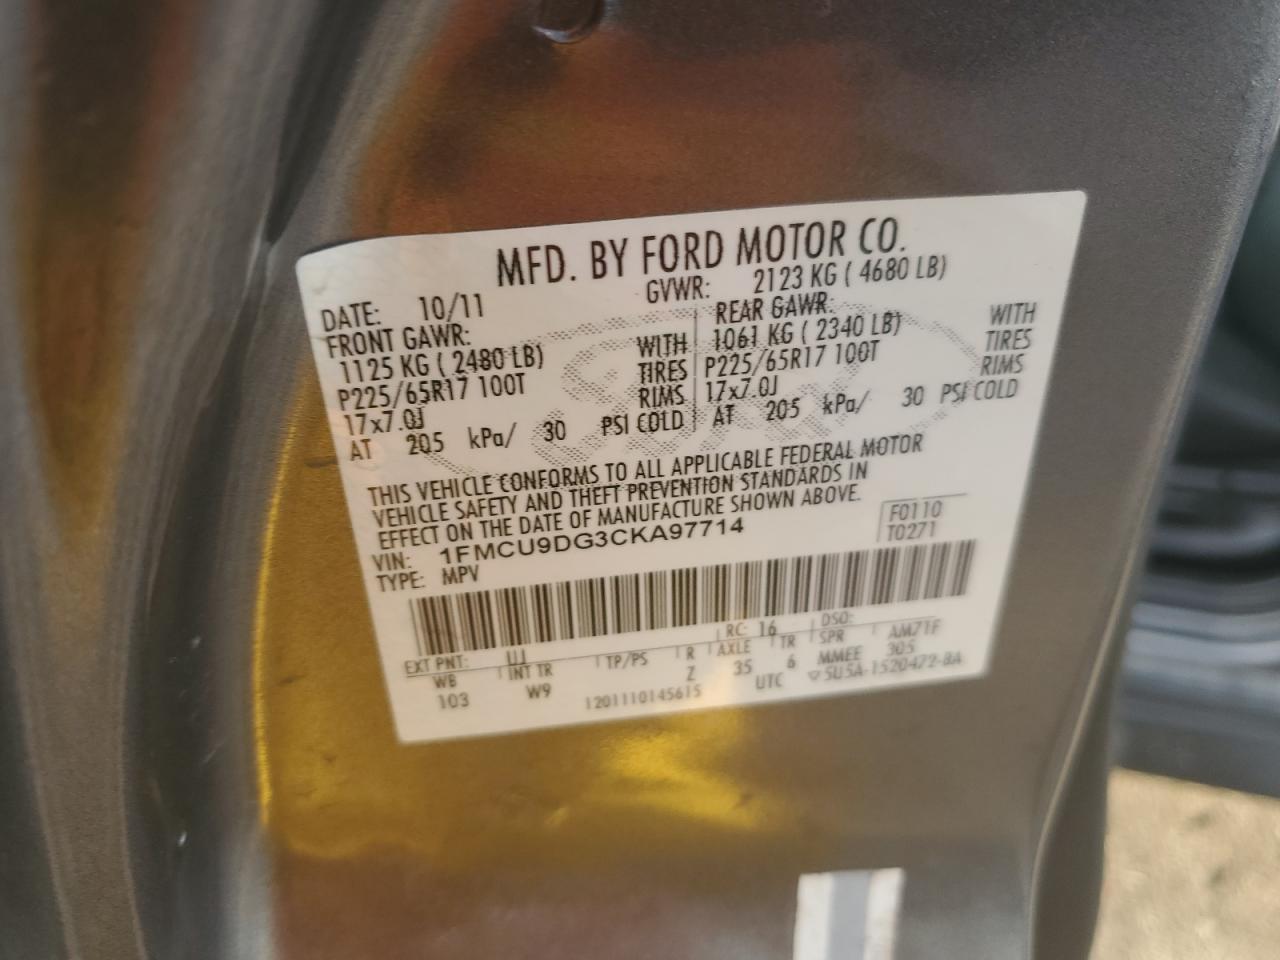 MFD. BY FORD MOTOR CO.
DATE: 10/11 GVWR: 2123 KG ( 4680 LB)
FRONT GAWR: REAR GAWR:
1125 KG ( 2480 LB) WITH 1061 KG ( 2340 LB) WITH
P225/65R17 100T TIRES P225/65R17 100T TIRES
17x7.0J RIMS 17x7.0J RIMS
AT 205 kPa/ 30 PSI COLD AT 205 kPa/ 30 PSI COLD
THIS VEHICLE CONFORMS TO ALL APPLICABLE FEDERAL MOTOR
VEHICLE SAFETY AND THEFT PREVENTION STANDARDS IN
EFFECT ON THE DATE OF MANUFACTURE SHOWN ABOVE.
VIN: 1FMCU9DG3CKA97714 F0110
TYPE: MPV T0271
EXT PNT: UJ RC: 16 DSO:
WB INT TR TP/PS R AXLE TR SPR AM71F
103 W9 Z 35 6 MMEE 305
1201110145615 UTC ▽5U5A-1520472-BA